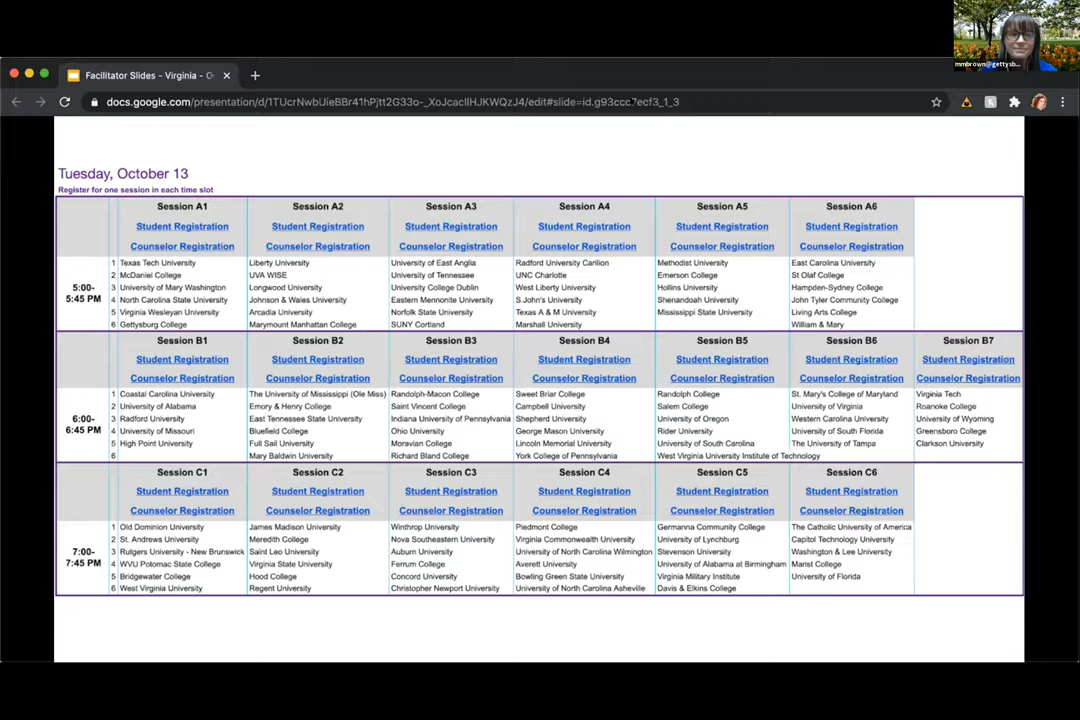 mmbrown@gettysb...
Facilitator Slides - Virginia - O
docs.google.com/presentation/d/
Tuesday, October 13
Register for one session in each time slot
Session A1 Session A2 Session A3 Session A4 Session A5 Session A6
Student Registration Student Registration Student Registration Student Registration Student Registration Student Registration
Counselor Registration Counselor Registration Counselor Registration Counselor Registration Counselor Registration Counselor Registration
5:00-
5:45 PM
1 Texas Tech University Liberty University University of East Anglia Radford University Carilion Methodist University East Carolina University
2 McDaniel College UVA WISE University of Tennessee UNC Charlotte Emerson College St Olaf College
3 University of Mary Washington Longwood University University College Dublin West Liberty University Hollins University Hampden-Sydney College
4 North Carolina State University Johnson & Wales University Eastern Mennonite University S.John's University Shenandoah University John Tyler Community College
5 Virginia Wesleyan University Arcadia University Norfolk State University Texas A & M University Mississippi State University Living Arts College
6 Gettysburg College Marymount Manhattan College SUNY Cortland Marshall University William & Mary
Session B1 Session B2 Session B3 Session B4 Session B5 Session B6 Session B7
Student Registration Student Registration Student Registration Student Registration Student Registration Student Registration Student Registration
Counselor Registration Counselor Registration Counselor Registration Counselor Registration Counselor Registration Counselor Registration Counselor Registration
6:00-
6:45 PM
1 Coastal Carolina University The University of Mississippi (Ole Miss) Randolph-Macon College Sweet Briar College Randolph College St. Mary's College of Maryland Virginia Tech
2 University of Alabama Emory & Henry College Saint Vincent College Campbell University Salem College University of Virginia Roanoke College
3 Radford University East Tennessee State University Indiana University of Pennsylvania Shepherd University University of Oregon Western Carolina University University of Wyoming
4 University of Missouri Bluefield College Ohio University George Mason University Rider University University of South Florida Greensboro College
5 High Point University Full Sail University Moravian College Lincoln Memorial University University of South Carolina The University of Tampa Clarkson University
6 Mary Baldwin University Richard Bland College York College of Pennsylvania West Virginia University Institute of Technology
Session C1 Session C2 Session C3 Session C4 Session C5 Session C6
Student Registration Student Registration Student Registration Student Registration Student Registration Student Registration
Counselor Registration Counselor Registration Counselor Registration Counselor Registration Counselor Registration Counselor Registration
7:00-
7:45 PM
1 Old Dominion University James Madison University Winthrop University Piedmont College Germanna Community College The Catholic University of America
2 St. Andrews University Meredith College Nova Southeastern University Virginia Commonwealth University University of Lynchburg Capitol Technology University
3 Rutgers University - New Brunswick Saint Leo University Auburn University University of North Carolina Wilmington Stevenson University Washington & Lee University
4 WVU Potomac State College Virginia State University Ferrum College Averett University University of Alabama at Birmingham Marist College
5 Bridgewater College Hood College Concord University Bowling Green State University Virginia Military Institute University of Florida
6 West Virginia University Regent University Christopher Newport University University of North Carolina Asheville Davis & Elkins College